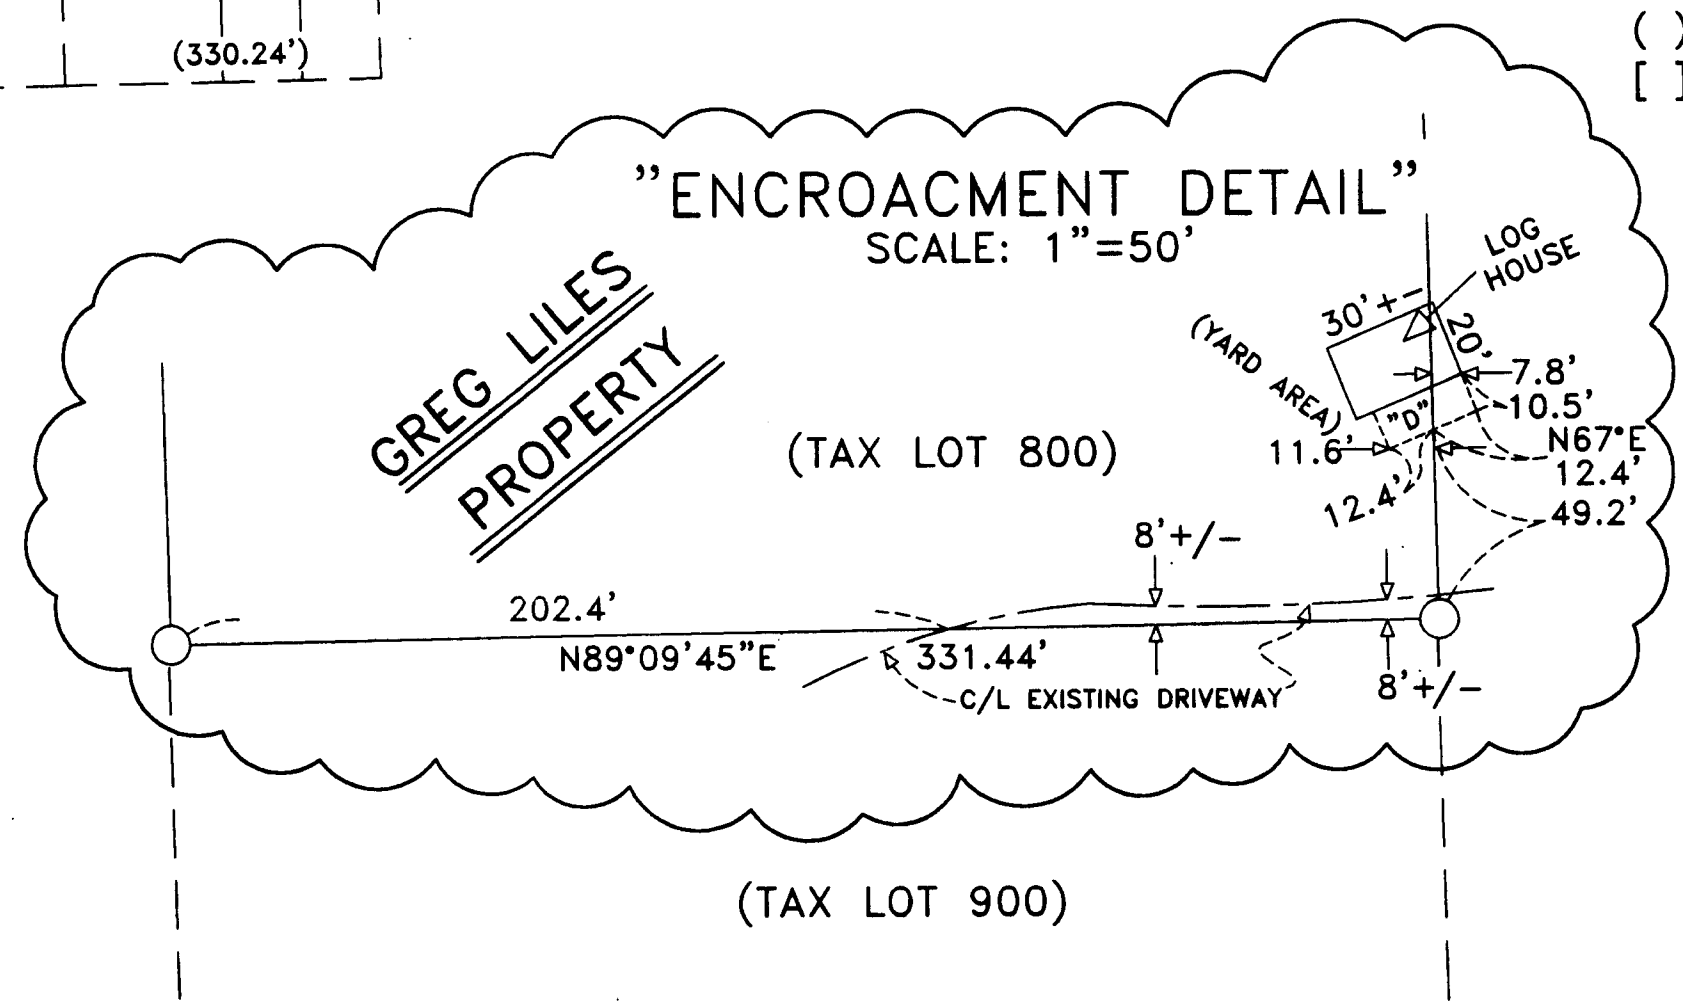 (330.24')
( )
[ ]
"ENCROACMENT DETAIL"
SCALE: 1"=50'
GREG LILES
PROPERTY
LOG
HOUSE
30'+-
20'
(YARD AREA)
7.8'
10.5'
"D"
11.6'
N67°E
12.4'
12.4'
49.2'
(TAX LOT 800)
8'+/-
202.4'
N89°09'45"E
331.44'
C/L EXISTING DRIVEWAY
8'+/-
(TAX LOT 900)